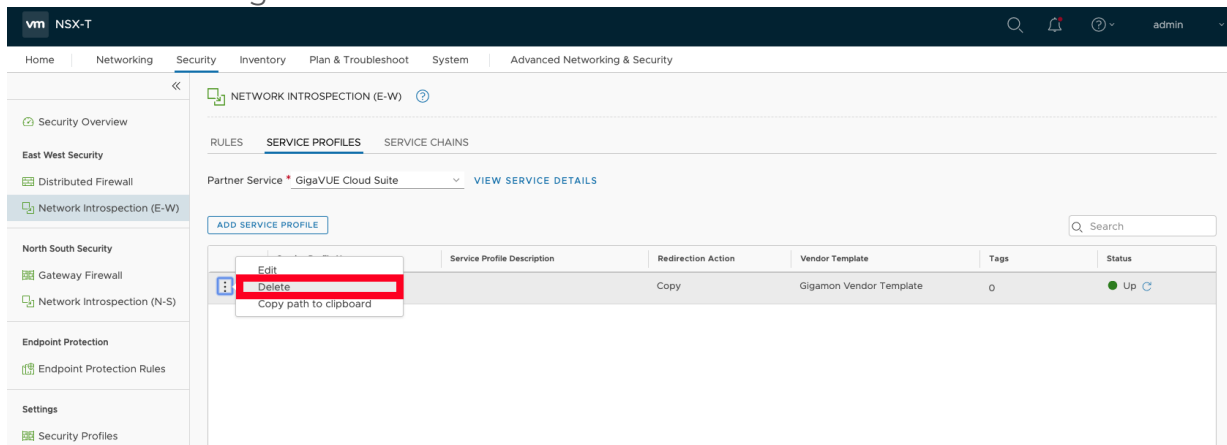 vm NSX-T
admin
Home Networking Security Inventory Plan & Troubleshoot System Advanced Networking & Security
NETWORK INTROSPECTION (E-W)
Security Overview
RULES SERVICE PROFILES SERVICE CHAINS
East West Security
Partner Service * GigaVUE Cloud Suite VIEW SERVICE DETAILS
Distributed Firewall
Network Introspection (E-W)
ADD SERVICE PROFILE
Search
North South Security
Service Profile Description Redirection Action Vendor Template Tags Status
Edit
Gateway Firewall
Delete
Copy Gigamon Vendor Template 0 Up
Network Introspection (N-S)
Copy path to clipboard
Endpoint Protection
Endpoint Protection Rules
Settings
Security Profiles